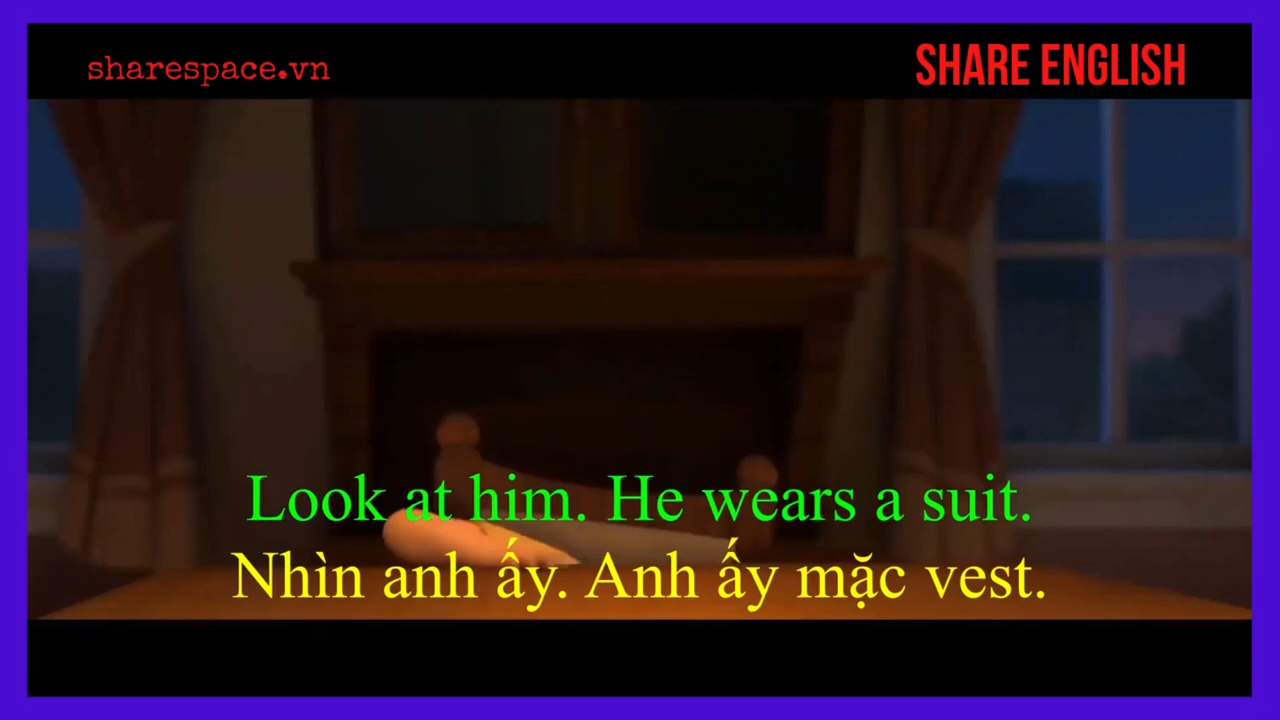 sharespace.vn
SHARE ENGLISH
Look at him. He wears a suit.
Nhìn anh ấy. Anh ấy mặc vest.